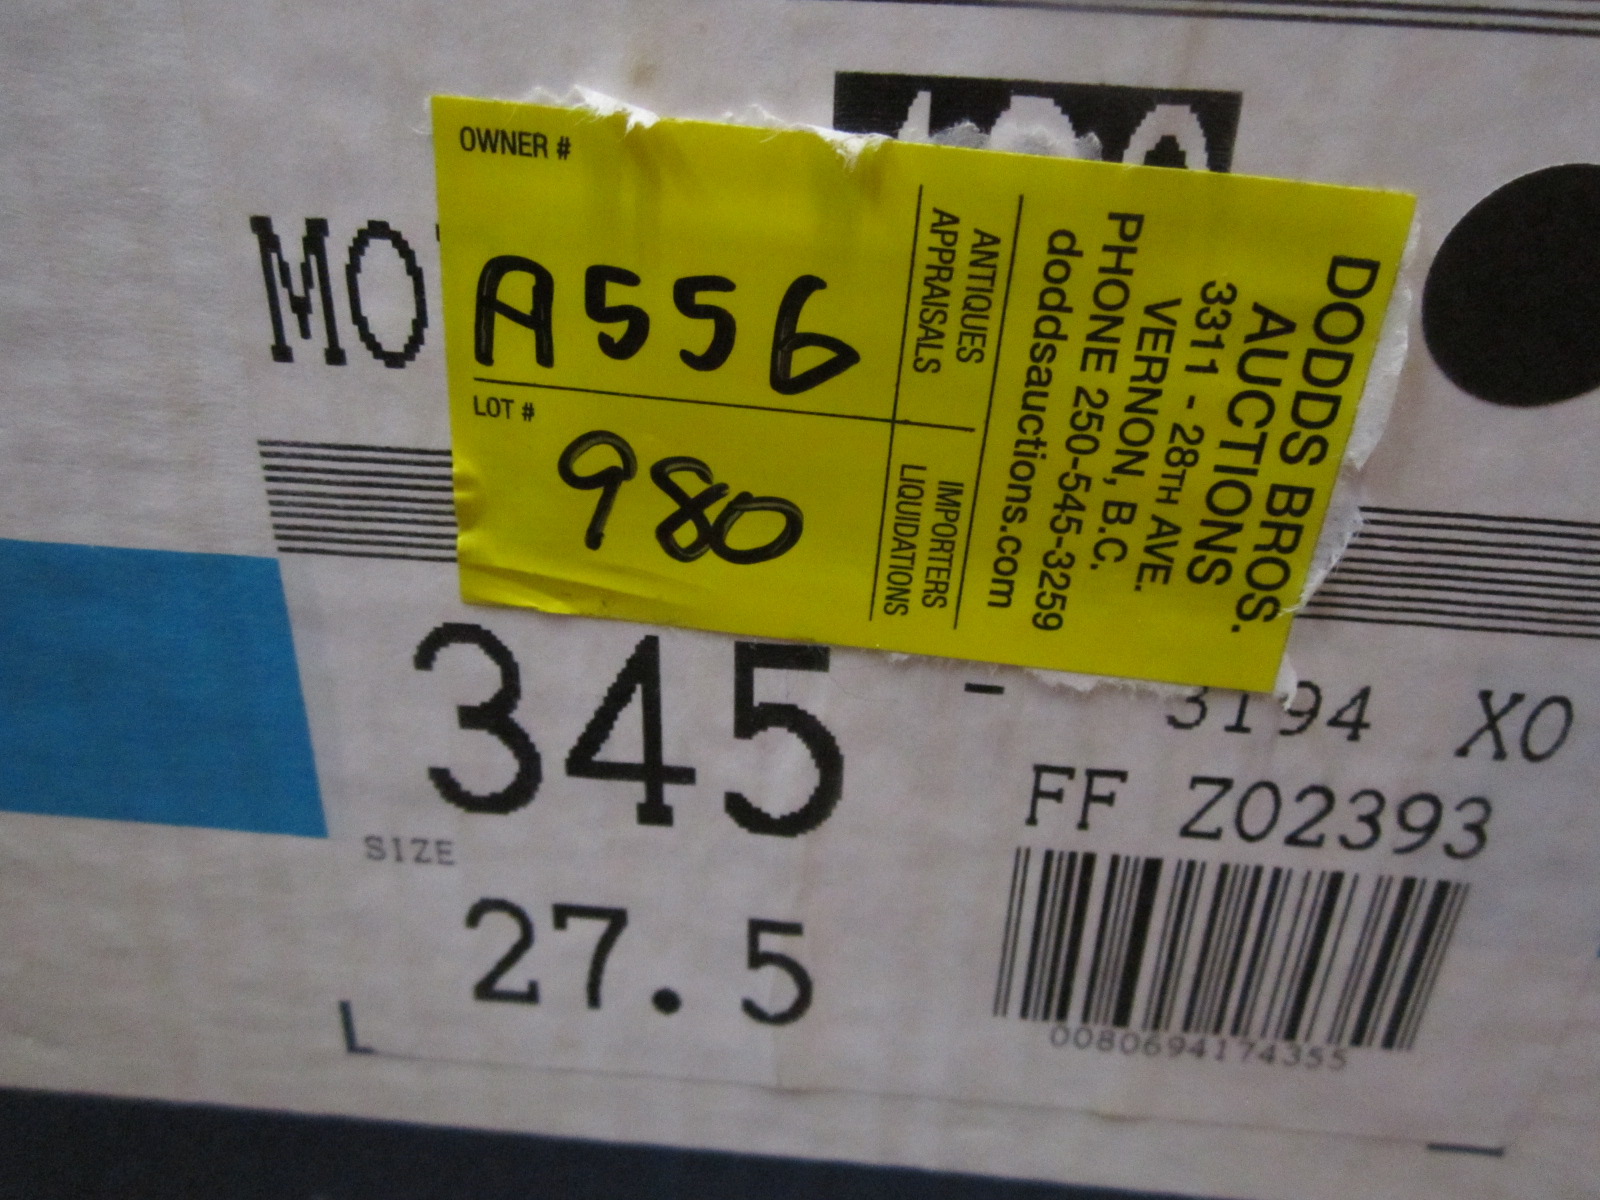 OWNER #
A556
LOT #
980
ANTIQUES
APPRAISALS
IMPORTERS
LIQUIDATIONS
DODDS BROS.
AUCTIONS
3311 - 28TH AVE.
VERNON, B.C.
PHONE 250-545-3259
doddsauctions.com
MO
345
- 3194 XO
FF Z02393
SIZE
27.5
0080694174355